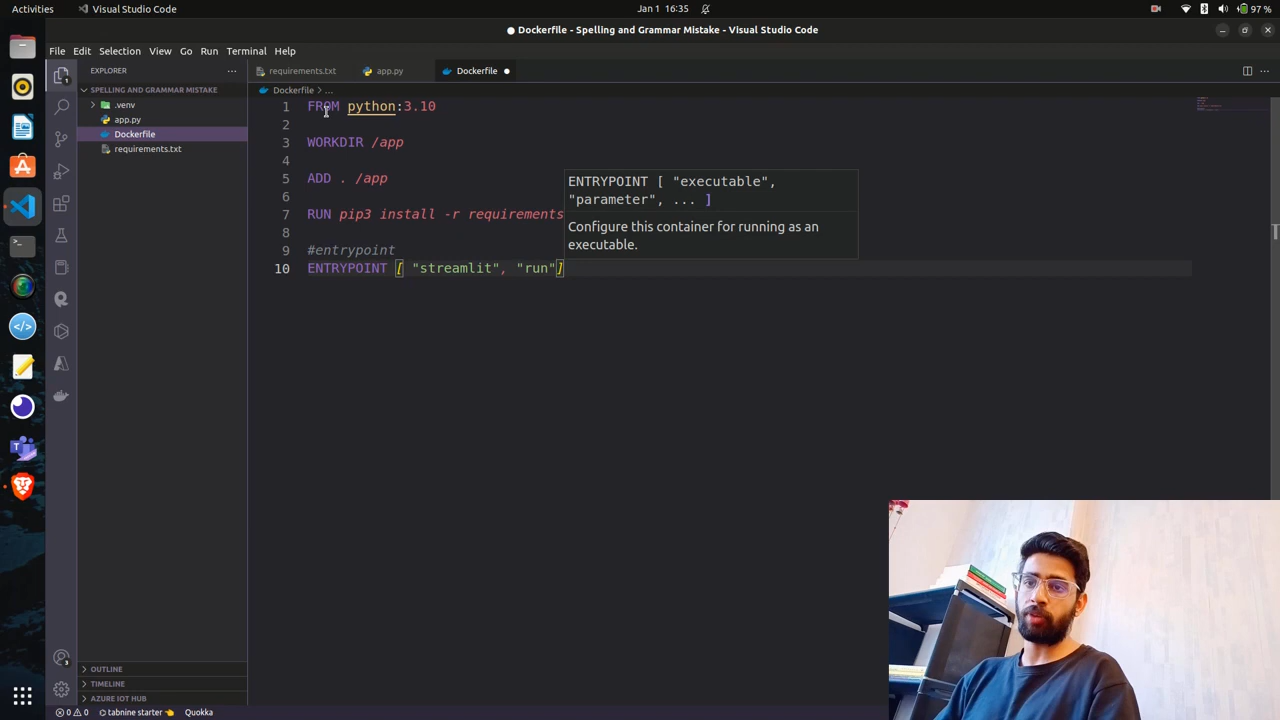 Activities
Visual Studio Code
Jan 1 16:35
97 %
● Dockerfile - Spelling and Grammar Mistake - Visual Studio Code
File Edit Selection View Go Run Terminal Help
EXPLORER ...
requirements.txt
app.py
Dockerfile ●
SPELLING AND GRAMMAR MISTAKE
.venv
app.py
Dockerfile
requirements.txt
Dockerfile > ...
1 FROM python:3.10
2
3 WORKDIR /app
4
5 ADD . /app
6
7 RUN pip3 install -r requirements
8
9 #entrypoint
10 ENTRYPOINT [ "streamlit", "run"]
ENTRYPOINT [ "executable",
"parameter", ... ]
Configure this container for running as an
executable.
OUTLINE
TIMELINE
AZURE IOT HUB
0 0 tabnine starter Quokka